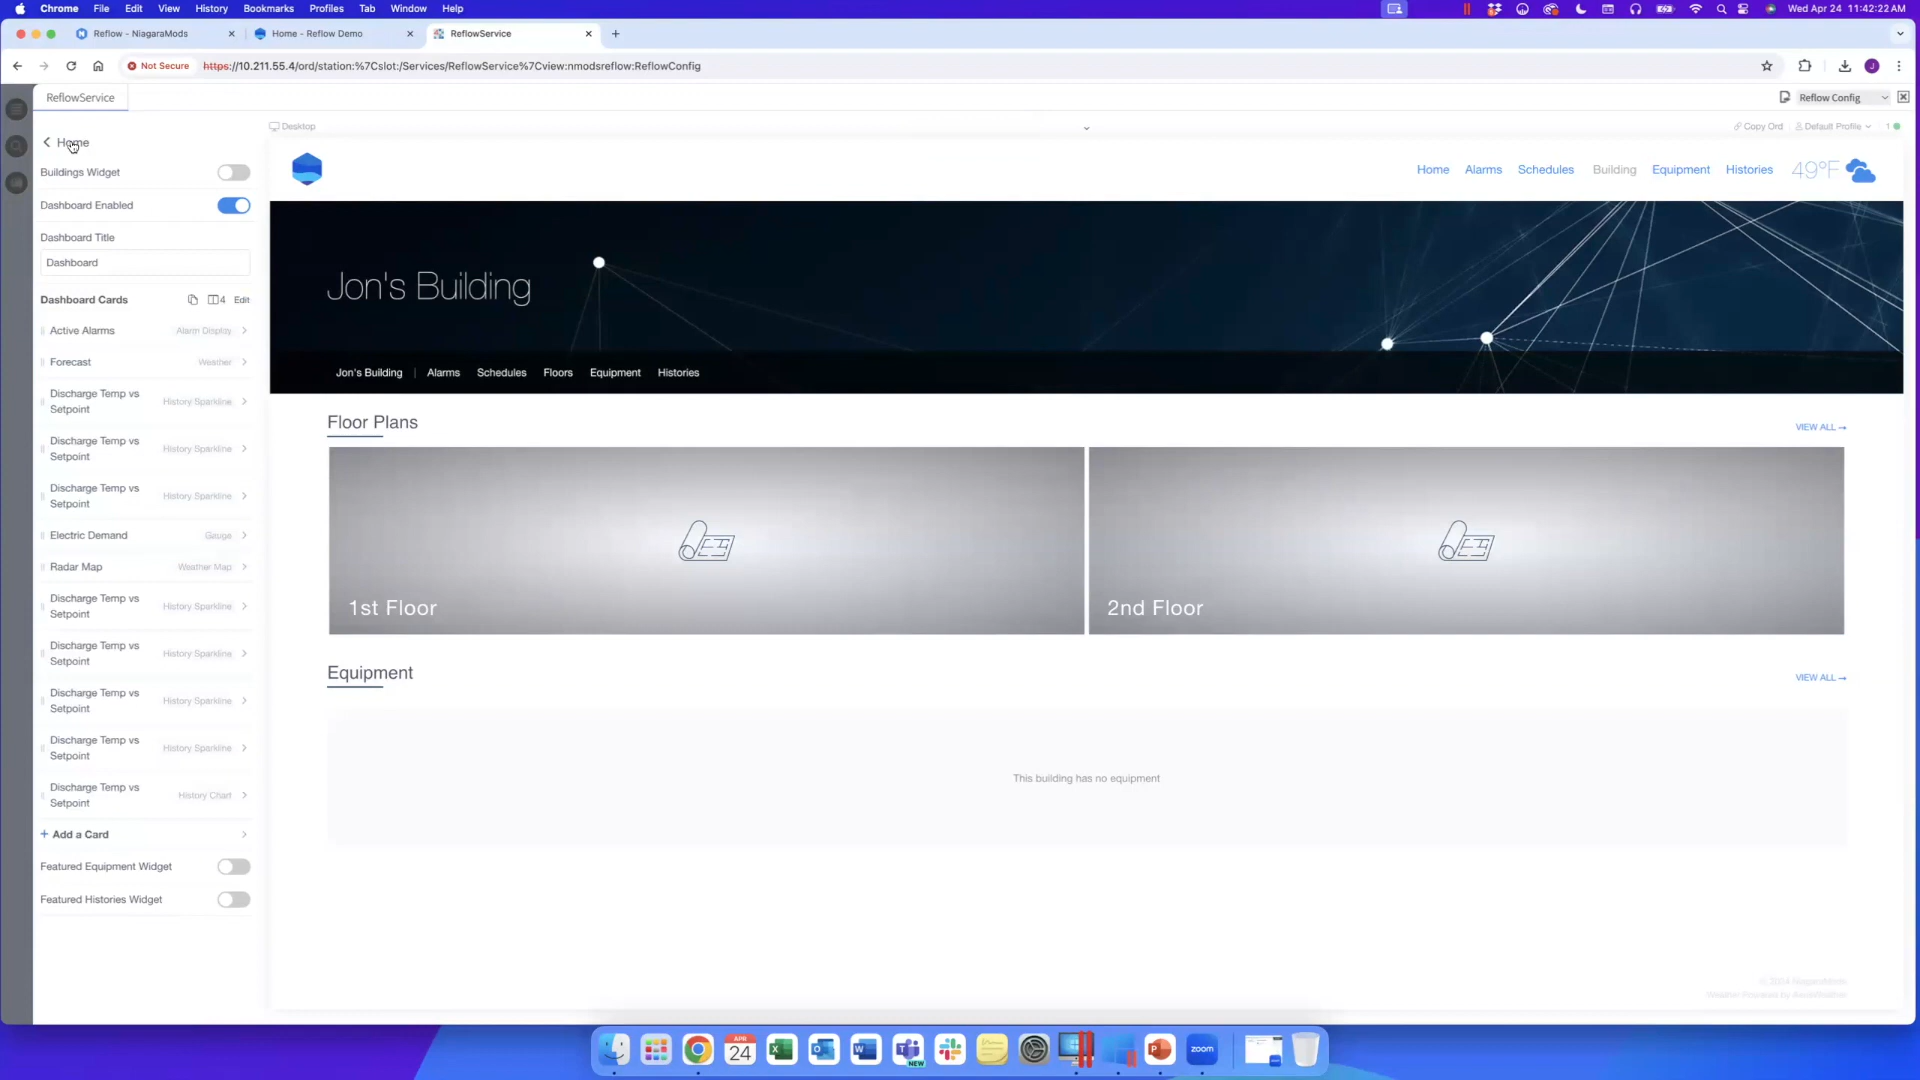 Chrome File Edit View History Bookmarks Profiles Tab Window Help Wed Apr 24 11:42:22 AM
Reflow - NiagaraMods Home - Reflow Demo ReflowService
Not Secure https://10.211.55.4/ord/station:%7Cslot:/Services/ReflowService%7Cview:nmodsreflow:ReflowConfig
ReflowService Reflow Config
Desktop Copy Ord Default Profile 1
Home
Buildings Widget
Dashboard Enabled
Dashboard Title
Dashboard
Dashboard Cards 4 Edit
Active Alarms Alarm Display
Forecast Weather
Discharge Temp vs
Setpoint History Sparkline
Discharge Temp vs
Setpoint History Sparkline
Discharge Temp vs
Setpoint History Sparkline
Electric Demand Gauge
Radar Map Weather Map
Discharge Temp vs
Setpoint History Sparkline
Discharge Temp vs
Setpoint History Sparkline
Discharge Temp vs
Setpoint History Sparkline
Discharge Temp vs
Setpoint History Sparkline
Discharge Temp vs
Setpoint History Chart
+ Add a Card
Featured Equipment Widget
Featured Histories Widget
Home Alarms Schedules Building Equipment Histories 49°F
Jon's Building
Jon's Building | Alarms Schedules Floors Equipment Histories
Floor Plans VIEW ALL →
1st Floor 2nd Floor
Equipment VIEW ALL →
This building has no equipment
© 2024 NiagaraMods
Weather Powered by AerisWeather
APR
24
NEW
zoom